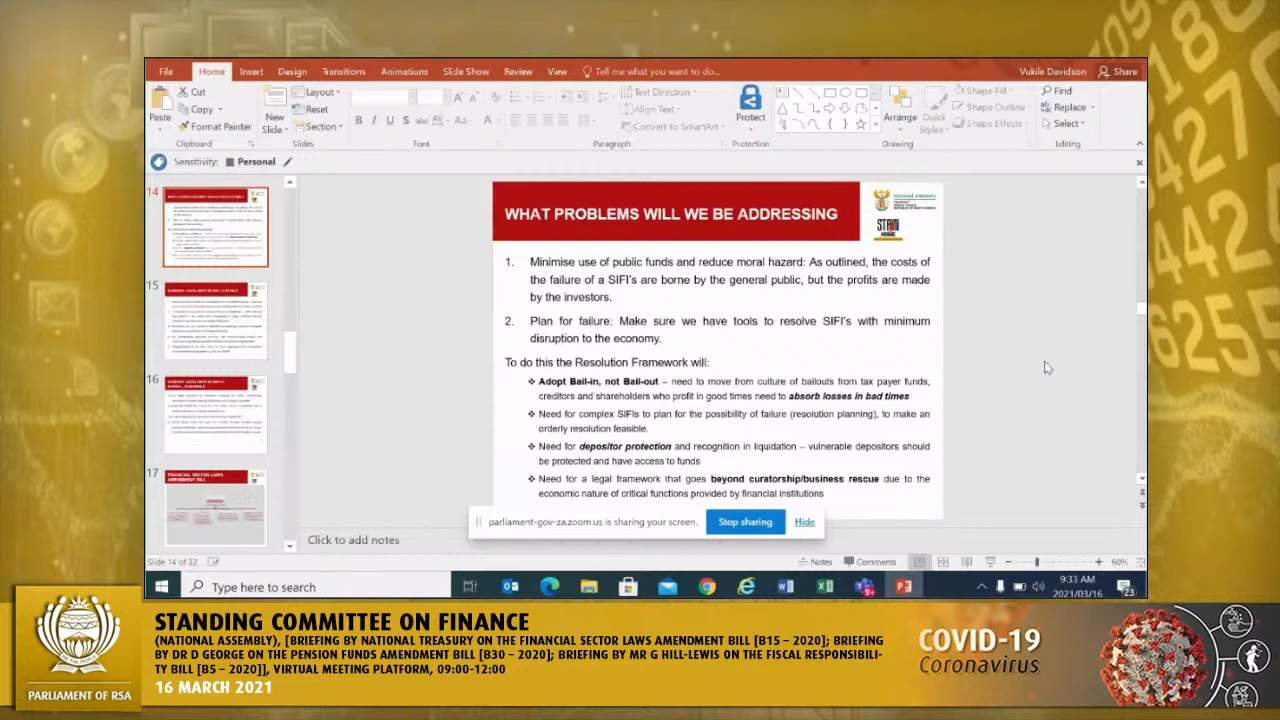 File Home Insert Design Transitions Animations Slide Show Review View Tell me what you want to do... Vukile Davidson Share
Paste Cut Copy Format Painter
New Slide Layout Reset Section
B I U S abc AV Aa A
Text Direction Align Text Convert to SmartArt
Protect
Arrange Quick Styles Shape Fill Shape Outline Shape Effects
Find Replace Select
Clipboard Slides Font Paragraph Protection Drawing Editing
Sensitivity: Personal
14
15
16
17
FINANCIAL SECTOR LAWS
AMENDMENT BILL
WHAT PROBLEMS WILL WE BE ADDRESSING
national treasury
1. Minimise use of public funds and reduce moral hazard: As outlined, the costs of
the failure of a SIFI's are borne by the general public, but the profits are made
by the investors.
2. Plan for failure: Make sure we have tools to resolve SIFI's with minimum
disruption to the economy.
To do this the Resolution Framework will:
❖ Adopt Bail-in, not Bail-out – need to move from culture of bailouts from tax payer funds,
creditors and shareholders who profit in good times need to absorb losses in bad times
❖ Need for complex SIFIs to plan for the possibility of failure (resolution planning), to make an
orderly resolution feasible.
❖ Need for depositor protection and recognition in liquidation – vulnerable depositors should
be protected and have access to funds
❖ Need for a legal framework that goes beyond curatorship/business rescue due to the
economic nature of critical functions provided by financial institutions
parliament-gov-za.zoom.us is sharing your screen. Stop sharing Hide
Click to add notes
Slide 14 of 32 Notes Comments 60%
Type here to search
9:33 AM
2021/03/16
23
STANDING COMMITTEE ON FINANCE
(NATIONAL ASSEMBLY), [BRIEFING BY NATIONAL TREASURY ON THE FINANCIAL SECTOR LAWS AMENDMENT BILL [B15 – 2020]; BRIEFING
BY DR D GEORGE ON THE PENSION FUNDS AMENDMENT BILL [B30 – 2020]; BRIEFING BY MR G HILL-LEWIS ON THE FISCAL RESPONSIBILI-
TY BILL [B5 – 2020]], VIRTUAL MEETING PLATFORM, 09:00-12:00
16 MARCH 2021
PARLIAMENT OF RSA
COVID-19
Coronavirus